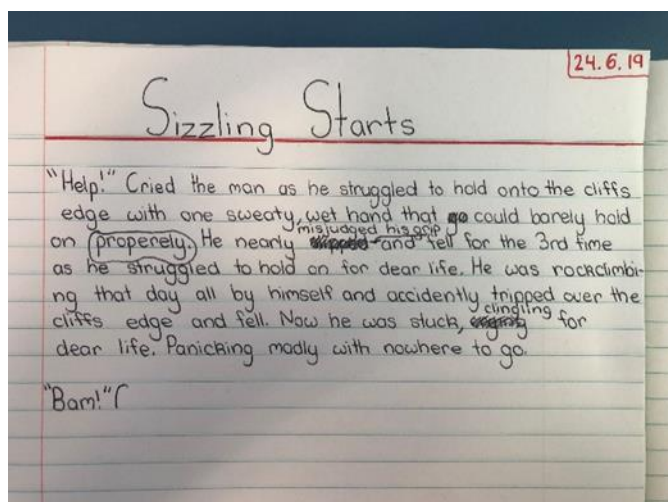 24.6.19
Sizzling Starts
"Help!" Cried the man as he struggled to hold onto the cliffs
edge with one sweaty, wet hand that go could barely hold
on properely. He nearly misjudged his grip and fell for the 3rd time
as he struggled to hold on for dear life. He was rockclimbi-
ng that day all by himself and accidently tripped over the
cliffs edge and fell. Now he was stuck, clingling for
dear life. Panicking madly with nowhere to go.
"Bam!"(